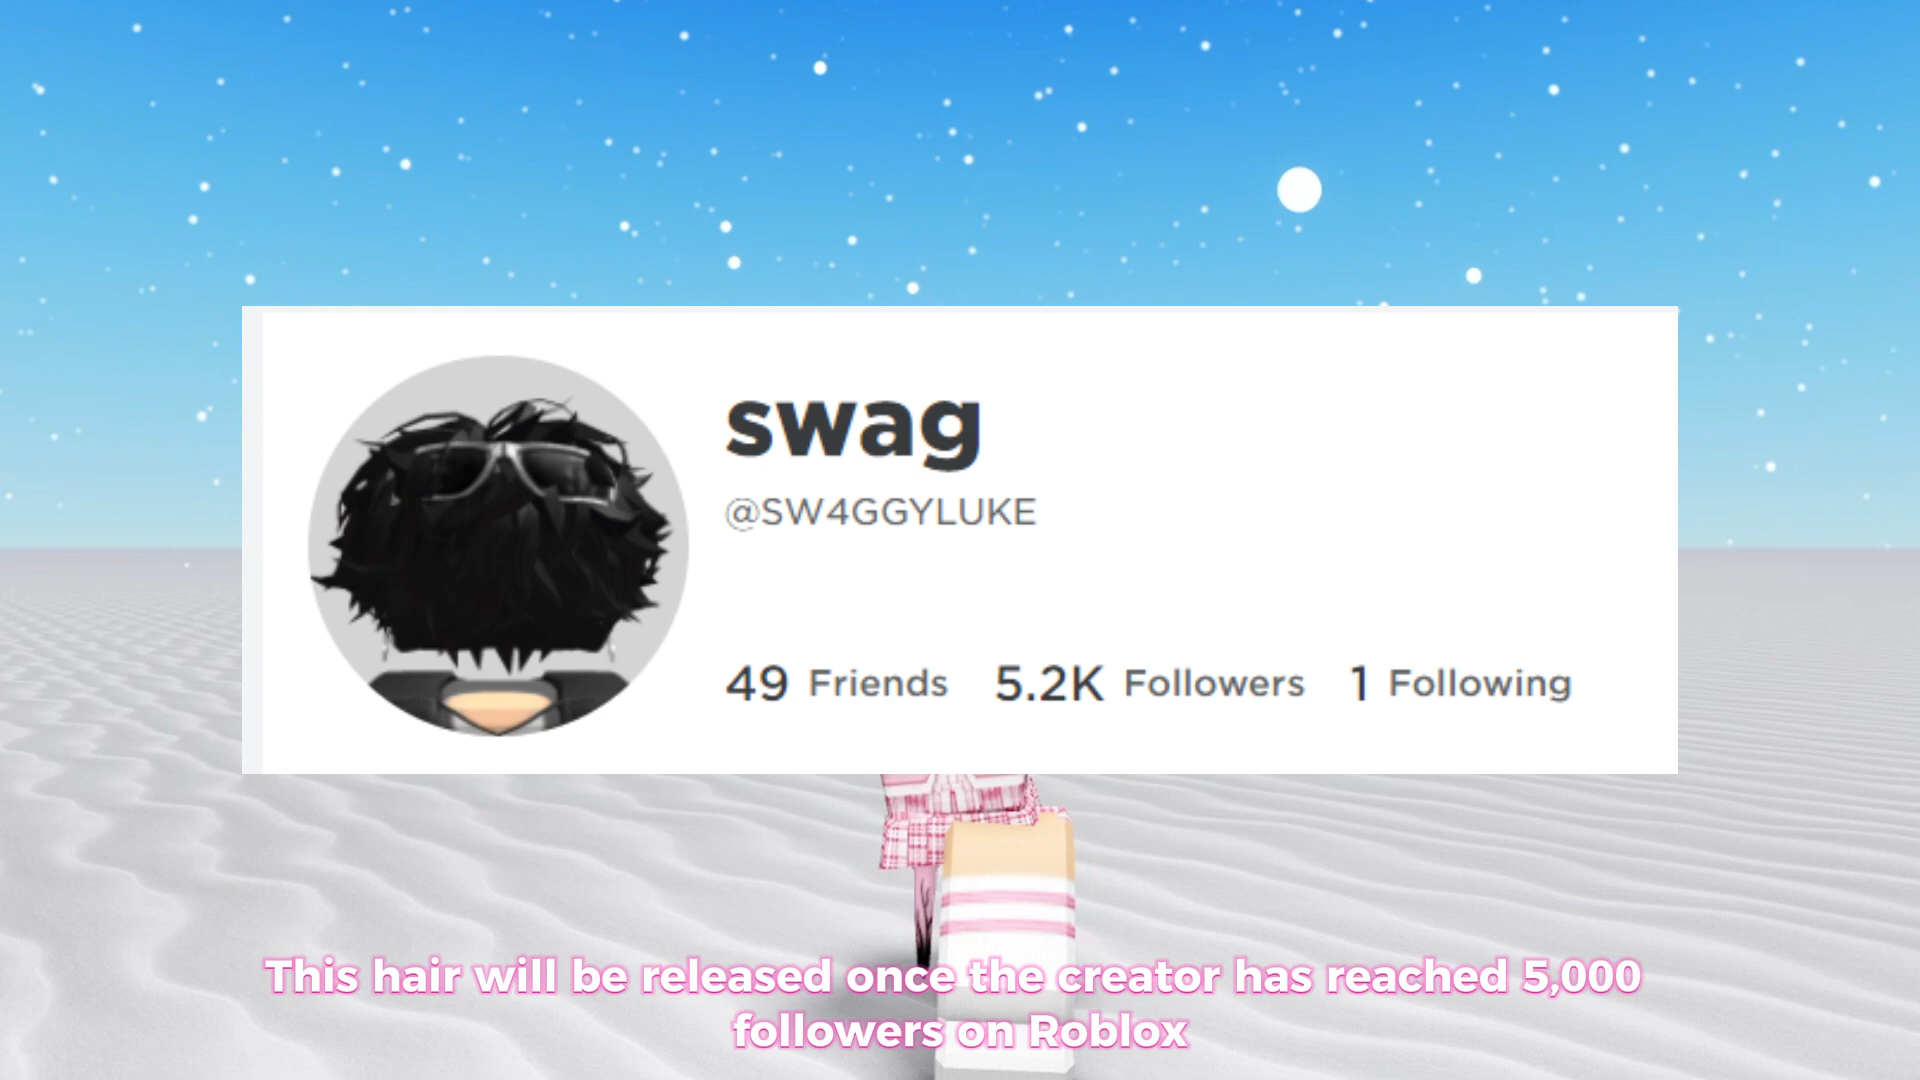 swag
@SW4GGYLUKE
49 Friends 5.2K Followers 1 Following
This hair will be released once the creator has reached 5,000
followers on Roblox